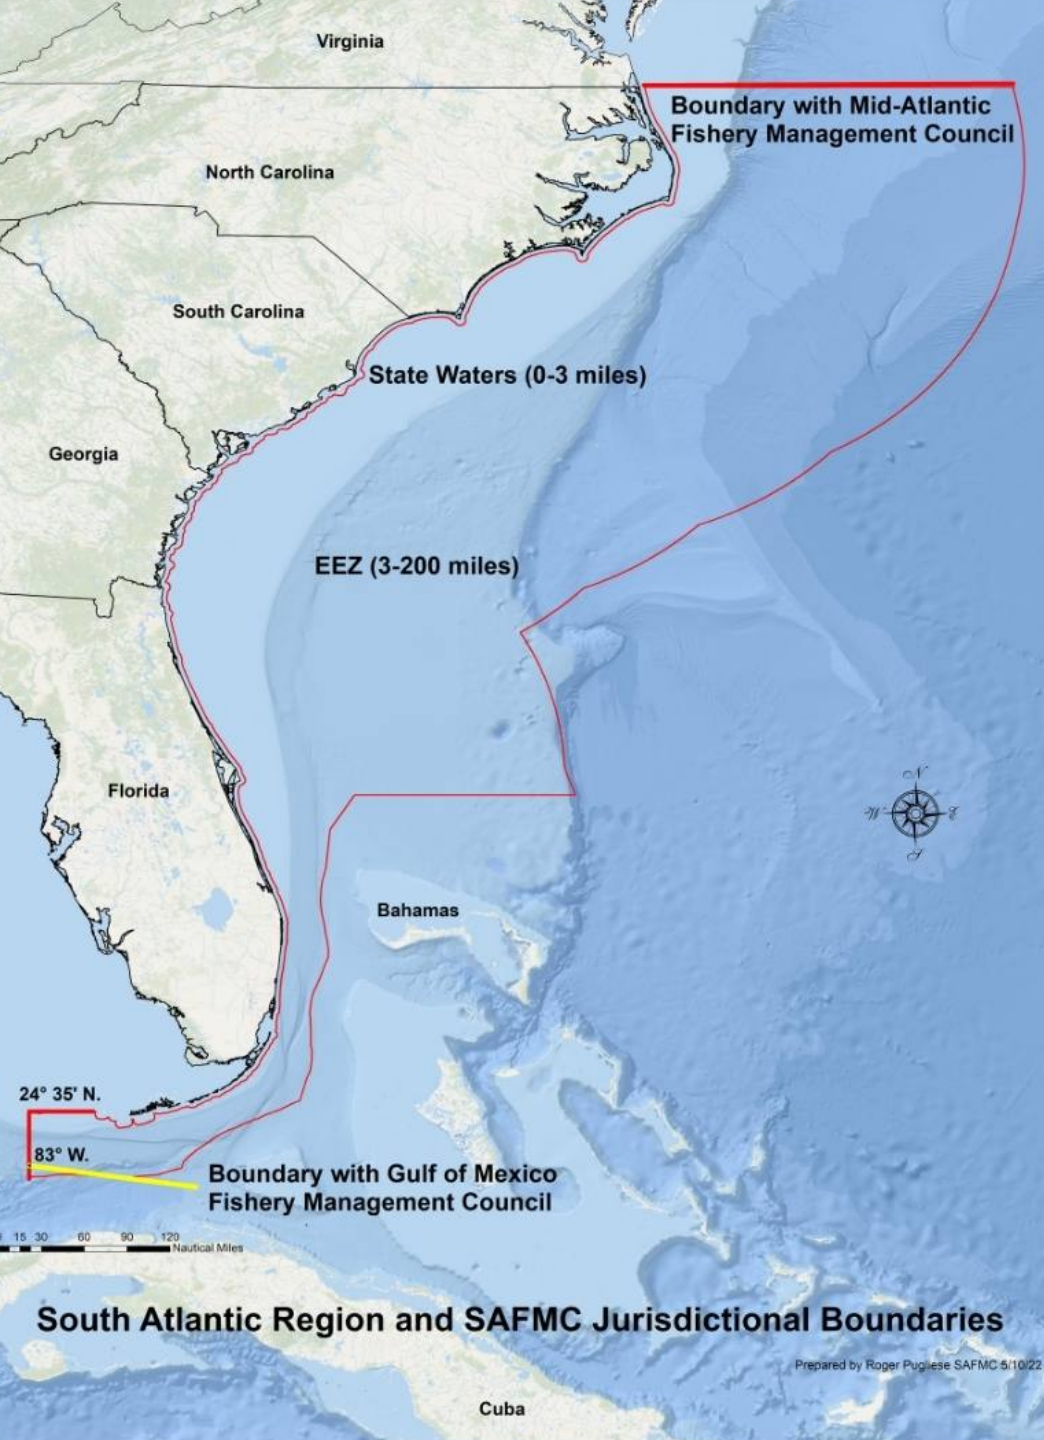 Virginia
Boundary with Mid-Atlantic
Fishery Management Council
North Carolina
South Carolina
State Waters (0-3 miles)
Georgia
EEZ (3-200 miles)
Florida
N
W E
S
Bahamas
24° 35' N.
83° W.
Boundary with Gulf of Mexico
Fishery Management Council
15 30 60 90 120
Nautical Miles
South Atlantic Region and SAFMC Jurisdictional Boundaries
Prepared by Roger Pugliese SAFMC 5/10/22
Cuba